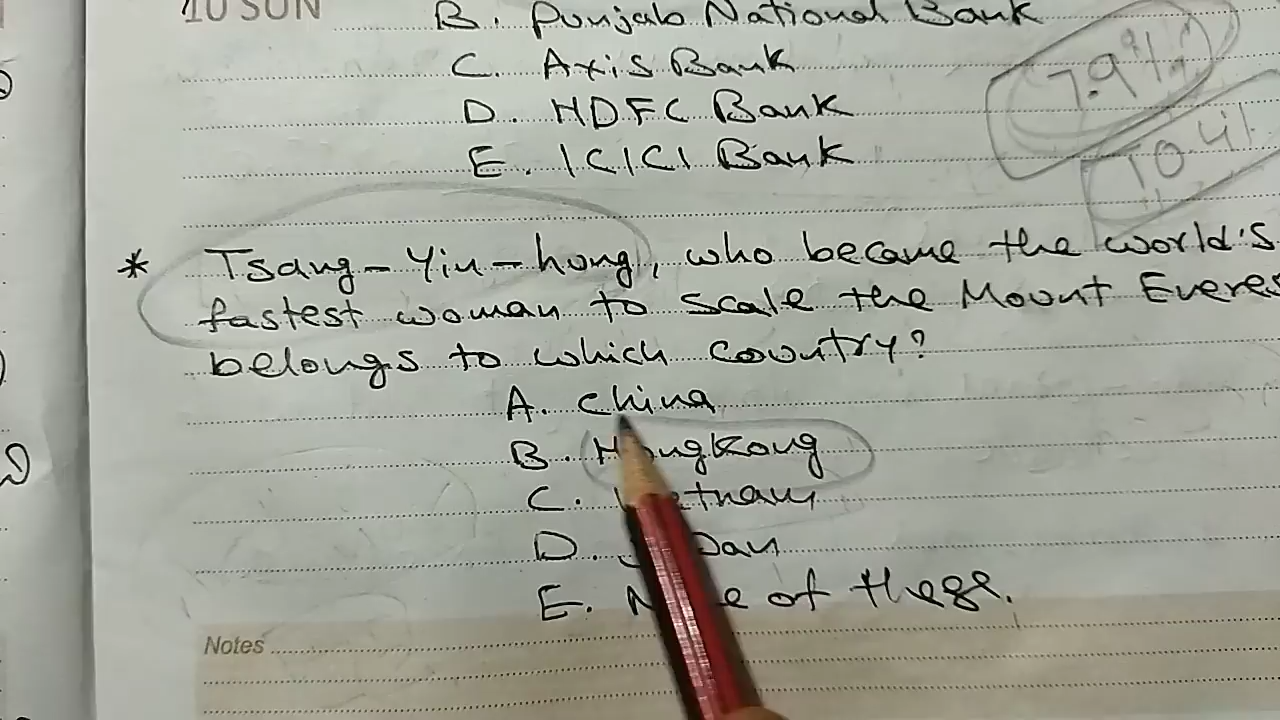 10 SUN
B. Punjab National Bank
C. Axis Bank
7.9%
D. HDFC Bank
E. ICICI Bank
* Tsang-Yin-hong, who became the world's
fastest woman to scale the Mount Everes
belongs to which country?
A. China
B. Hongkong
C. Vietnam
D. Japan
E. None of these.
Notes